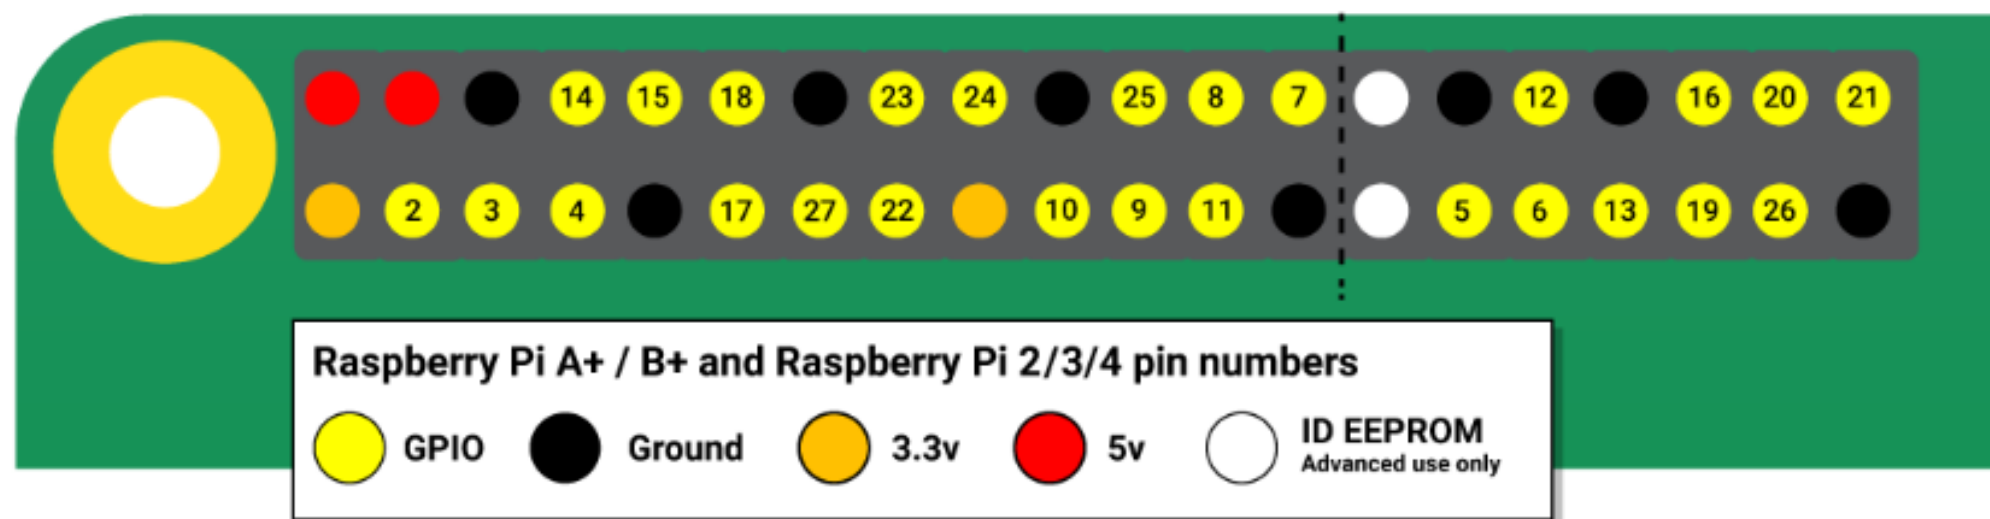 14 15 18 23 24 25 8 7 12 16 20 21
2 3 4 17 27 22 10 9 11 5 6 13 19 26
Raspberry Pi A+ / B+ and Raspberry Pi 2/3/4 pin numbers
GPIO Ground 3.3v 5v ID EEPROM
Advanced use only